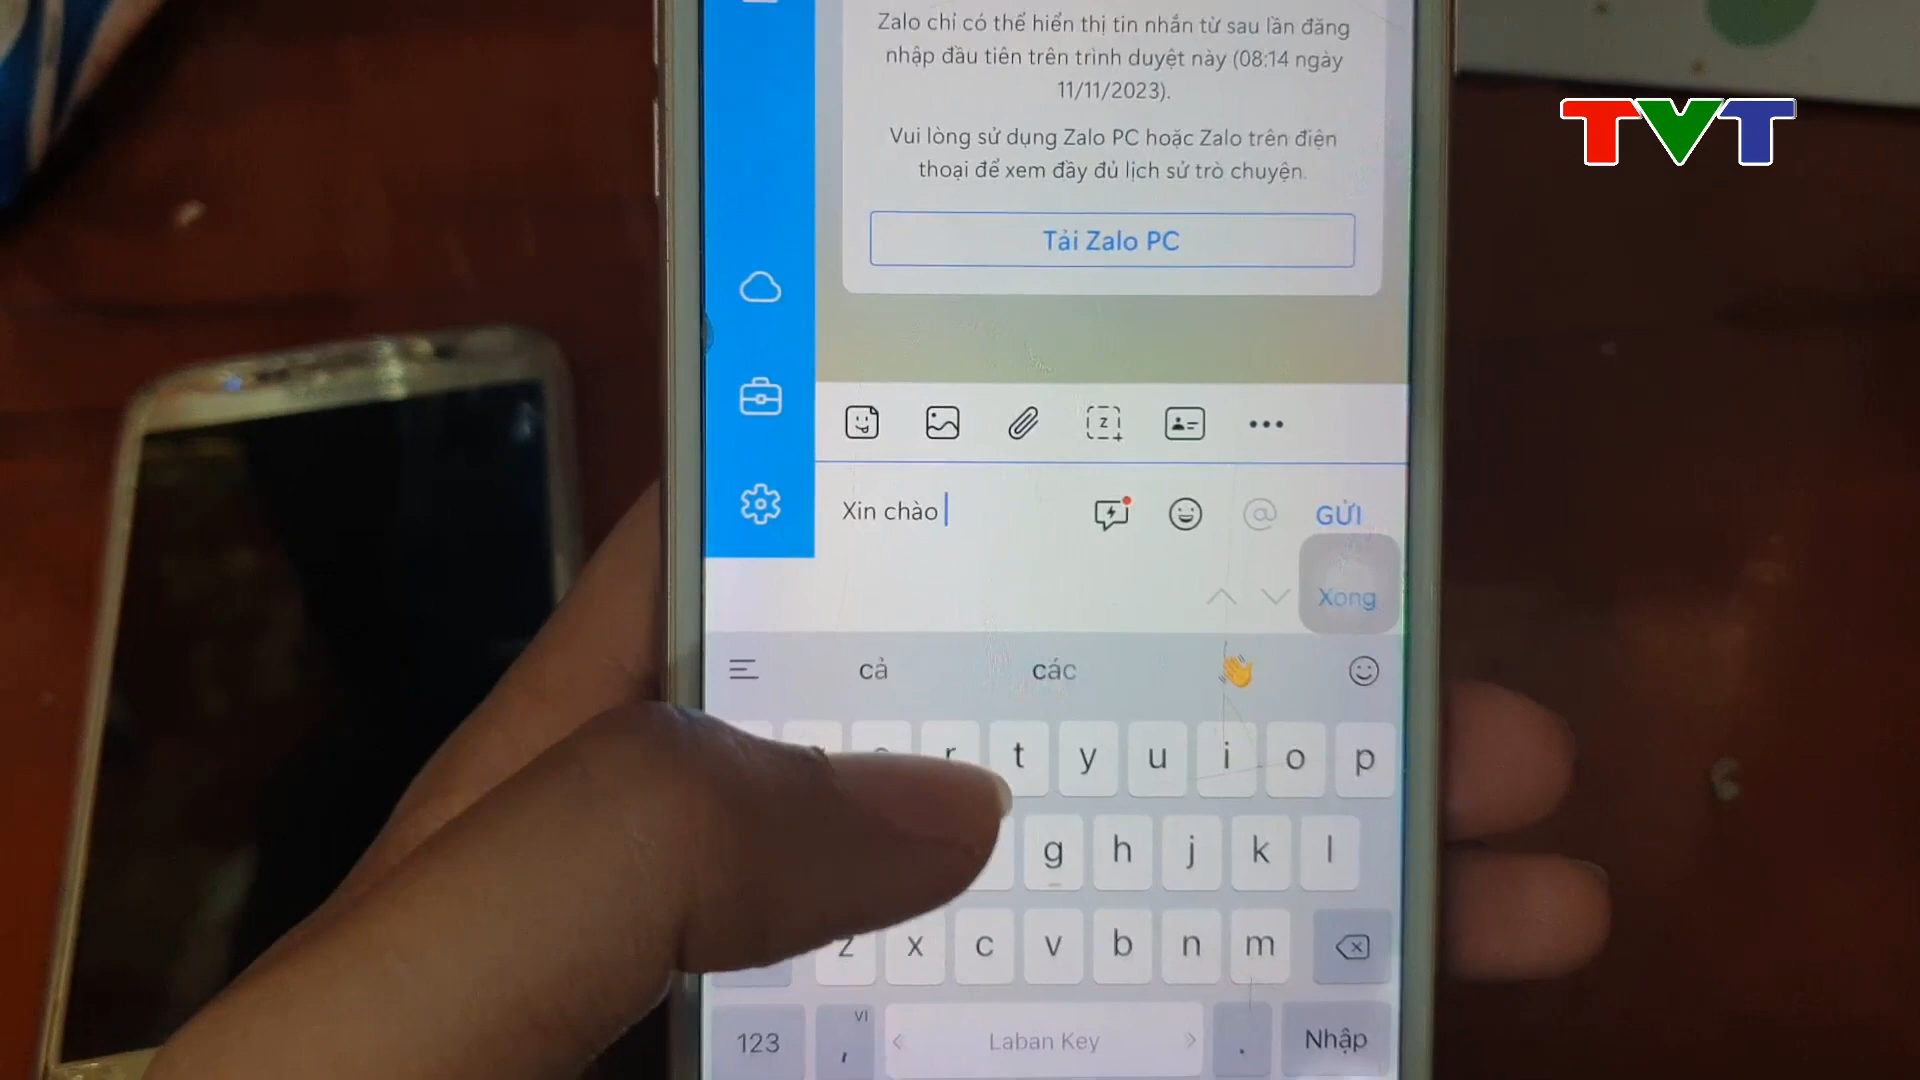 Zalo chỉ có thể hiển thị tin nhắn từ sau lần đăng
nhập đầu tiên trên trình duyệt này (08:14 ngày
11/11/2023).
Vui lòng sử dụng Zalo PC hoặc Zalo trên điện
thoại để xem đầy đủ lịch sử trò chuyện.
Tải Zalo PC
TVT
Z
Xin chào
@ GỬI
Xong
cả các
r t y u i o p
g h j k l
z x c v b n m
123 , VI Laban Key . Nhập